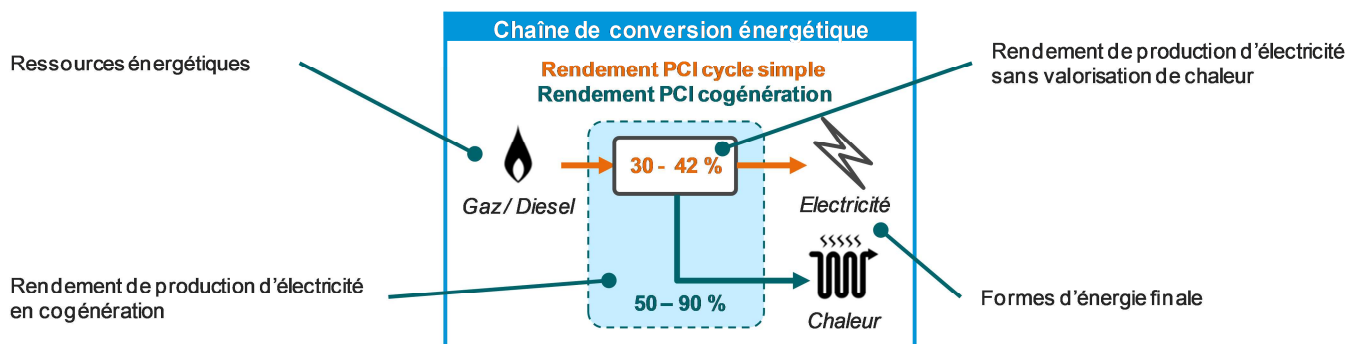 Chaîne de conversion énergétique
Ressources énergétiques
Rendement PCI cycle simple
Rendement PCI cogénération
Rendement de production d’électricité
sans valorisation de chaleur
30 - 42 %
Gaz / Diesel
Electricité
Rendement de production d’électricité
en cogénération
50 – 90 %
Chaleur
Formes d’énergie finale